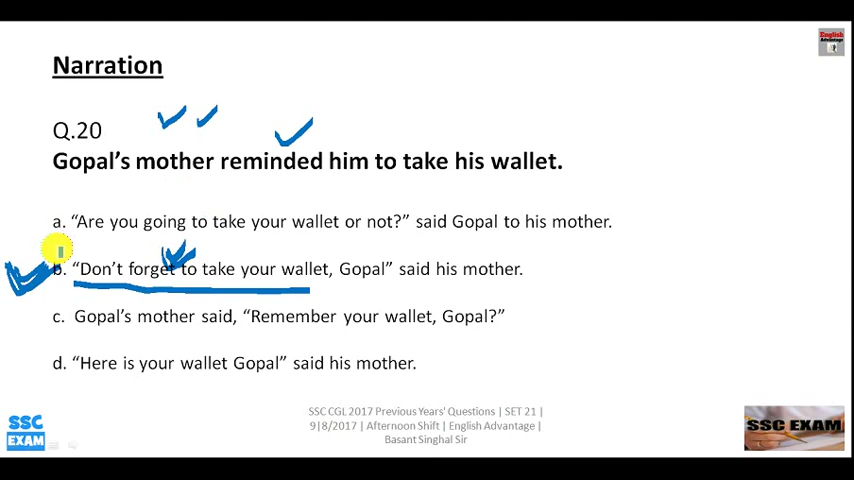 English
Advantage
Narration
Q.20
Gopal’s mother reminded him to take his wallet.
a. “Are you going to take your wallet or not?” said Gopal to his mother.
b. “Don’t forget to take your wallet, Gopal” said his mother.
c. Gopal’s mother said, “Remember your wallet, Gopal?”
d. “Here is your wallet Gopal” said his mother.
SSC CGL 2017 Previous Years' Questions | SET 21 |
9|8/2017 | Afternoon Shift | English Advantage |
Basant Singhal Sir
SSC
EXAM
SSC EXAM